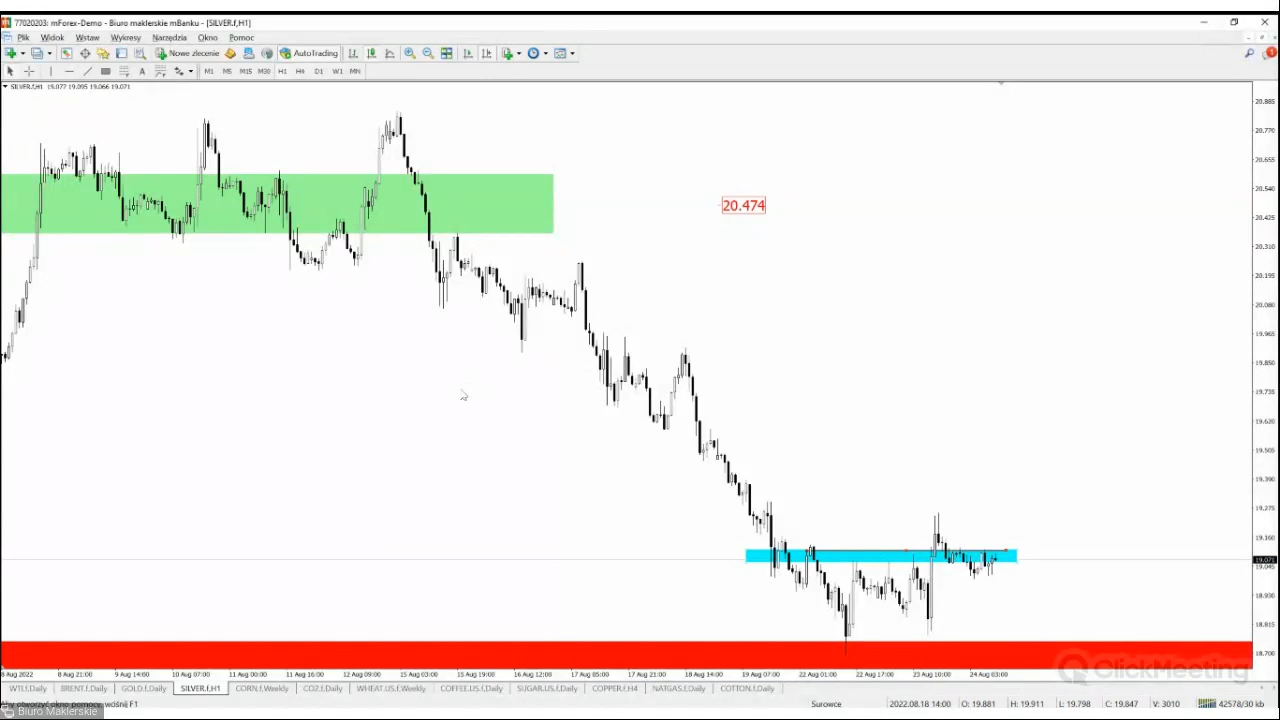 77020203: mForex-Demo - Biuro maklerskie mBanku - [SILVER.f,H1]
Plik Widok Wstaw Wykresy Narzędzia Okno Pomoc
Nowe zlecenie AutoTrading
M1 M5 M15 M30 H1 H4 D1 W1 MN
SILVER.f,H1 19.077 19.095 19.066 19.071
20.885
20.770
20.655
20.540
20.474
20.425
20.310
20.195
20.080
19.965
19.850
19.735
19.620
19.505
19.390
19.275
19.160
19.071
19.045
18.930
18.815
18.700
ClickMeeting
8 Aug 2022 8 Aug 21:00 9 Aug 14:00 10 Aug 07:00 11 Aug 00:00 11 Aug 16:00 12 Aug 09:00 15 Aug 03:00 15 Aug 19:00 16 Aug 12:00 17 Aug 05:00 17 Aug 21:00 18 Aug 14:00 19 Aug 07:00 22 Aug 01:00 22 Aug 17:00 23 Aug 10:00 24 Aug 03:00
WTI.f,Daily BRENT.f,Daily GOLD.f,Daily SILVER.f,H1 CORN.f,Weekly CO2.f,Daily WHEAT.US.f,Weekly COFFEE.US.f,Daily SUGAR.US.f,Daily COPPER.f,H4 NATGAS.f,Daily COTTON.f,Daily
Aby otworzyć okno pomocy, wciśnij F1 Surowce 2022.08.18 14:00 O: 19.881 H: 19.911 L: 19.798 C: 19.847 V: 3010 42578/30 kb
Biuro Maklerskie